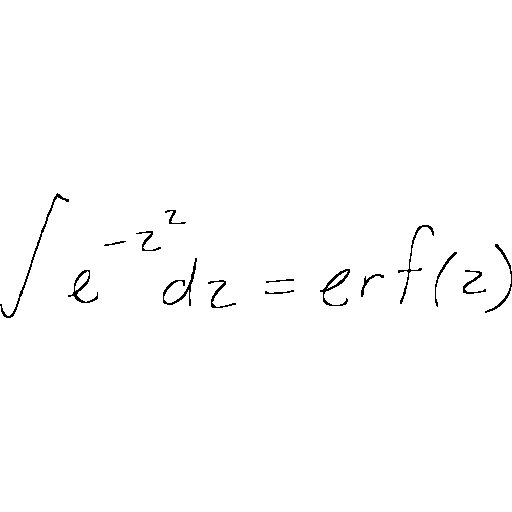 ∫ e^{-z^2} dz = erf(z)